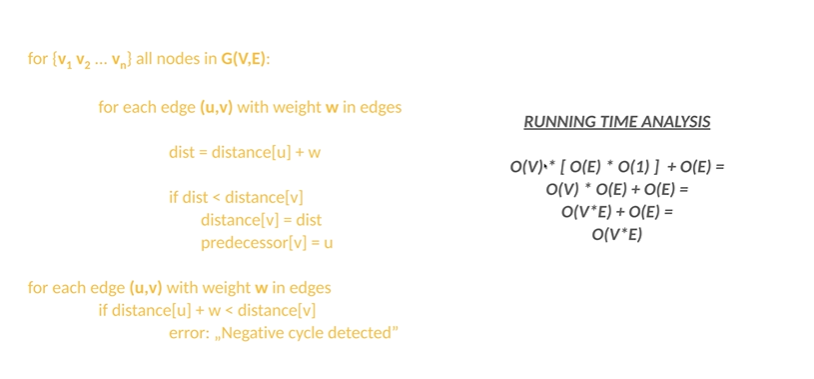 for {v₁ v₂ ... vₙ} all nodes in G(V,E):
for each edge (u,v) with weight w in edges
dist = distance[u] + w
if dist < distance[v]
distance[v] = dist
predecessor[v] = u
for each edge (u,v) with weight w in edges
if distance[u] + w < distance[v]
error: „Negative cycle detected”
RUNNING TIME ANALYSIS
O(V) * [ O(E) * O(1) ] + O(E) =
O(V) * O(E) + O(E) =
O(V*E) + O(E) =
O(V*E)